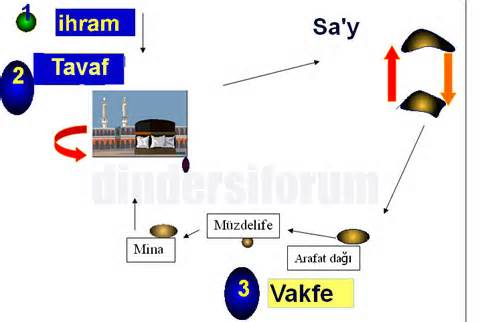 1
ihram
2
Tavaf
Sa'y
dindersiforum
Müzdelife
Mina
Arafat dağı
3
Vakfe